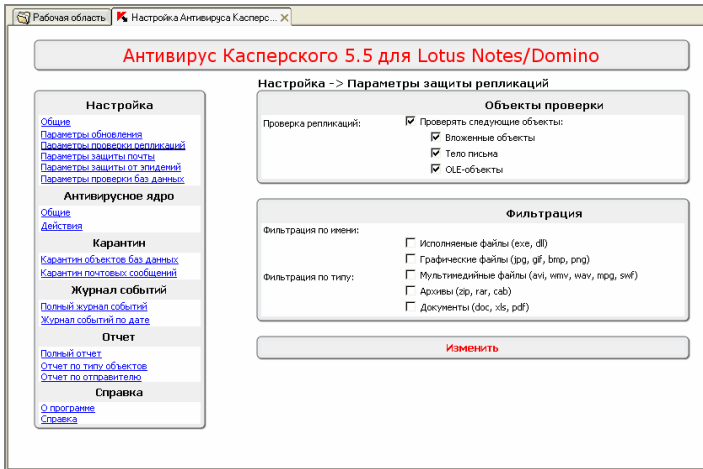 Рабочая область
Настройка Антивируса Касперс...
Антивирус Касперского 5.5 для Lotus Notes/Domino
Настройка
Общие
Параметры обновления
Параметры проверки репликаций
Параметры защиты почты
Параметры защиты от эпидемий
Параметры проверки баз данных
Антивирусное ядро
Общие
Действия
Карантин
Карантин объектов баз данных
Карантин почтовых сообщений
Журнал событий
Полный журнал событий
Журнал событий по дате
Отчет
Полный отчет
Отчет по типу объектов
Отчет по отправителю
Справка
О программе
Справка
Настройка -> Параметры защиты репликаций
Объекты проверки
Проверка репликаций:
Проверять следующие объекты:
Вложенные объекты
Тело письма
OLE-объекты
Фильтрация
Фильтрация по имени:
Фильтрация по типу:
Исполняемые файлы (exe, dll)
Графические файлы (jpg, gif, bmp, png)
Мультимедийные файлы (avi, wmv, wav, mpg, swf)
Архивы (zip, rar, cab)
Документы (doc, xls, pdf)
Изменить